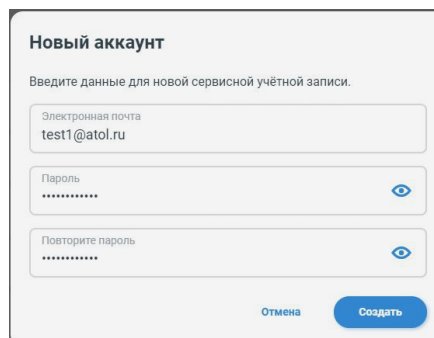 Новый аккаунт
Введите данные для новой сервисной учётной записи.
Электронная почта
test1@atol.ru
Пароль
••••••••••••
Повторите пароль
••••••••••••
Отмена
Создать